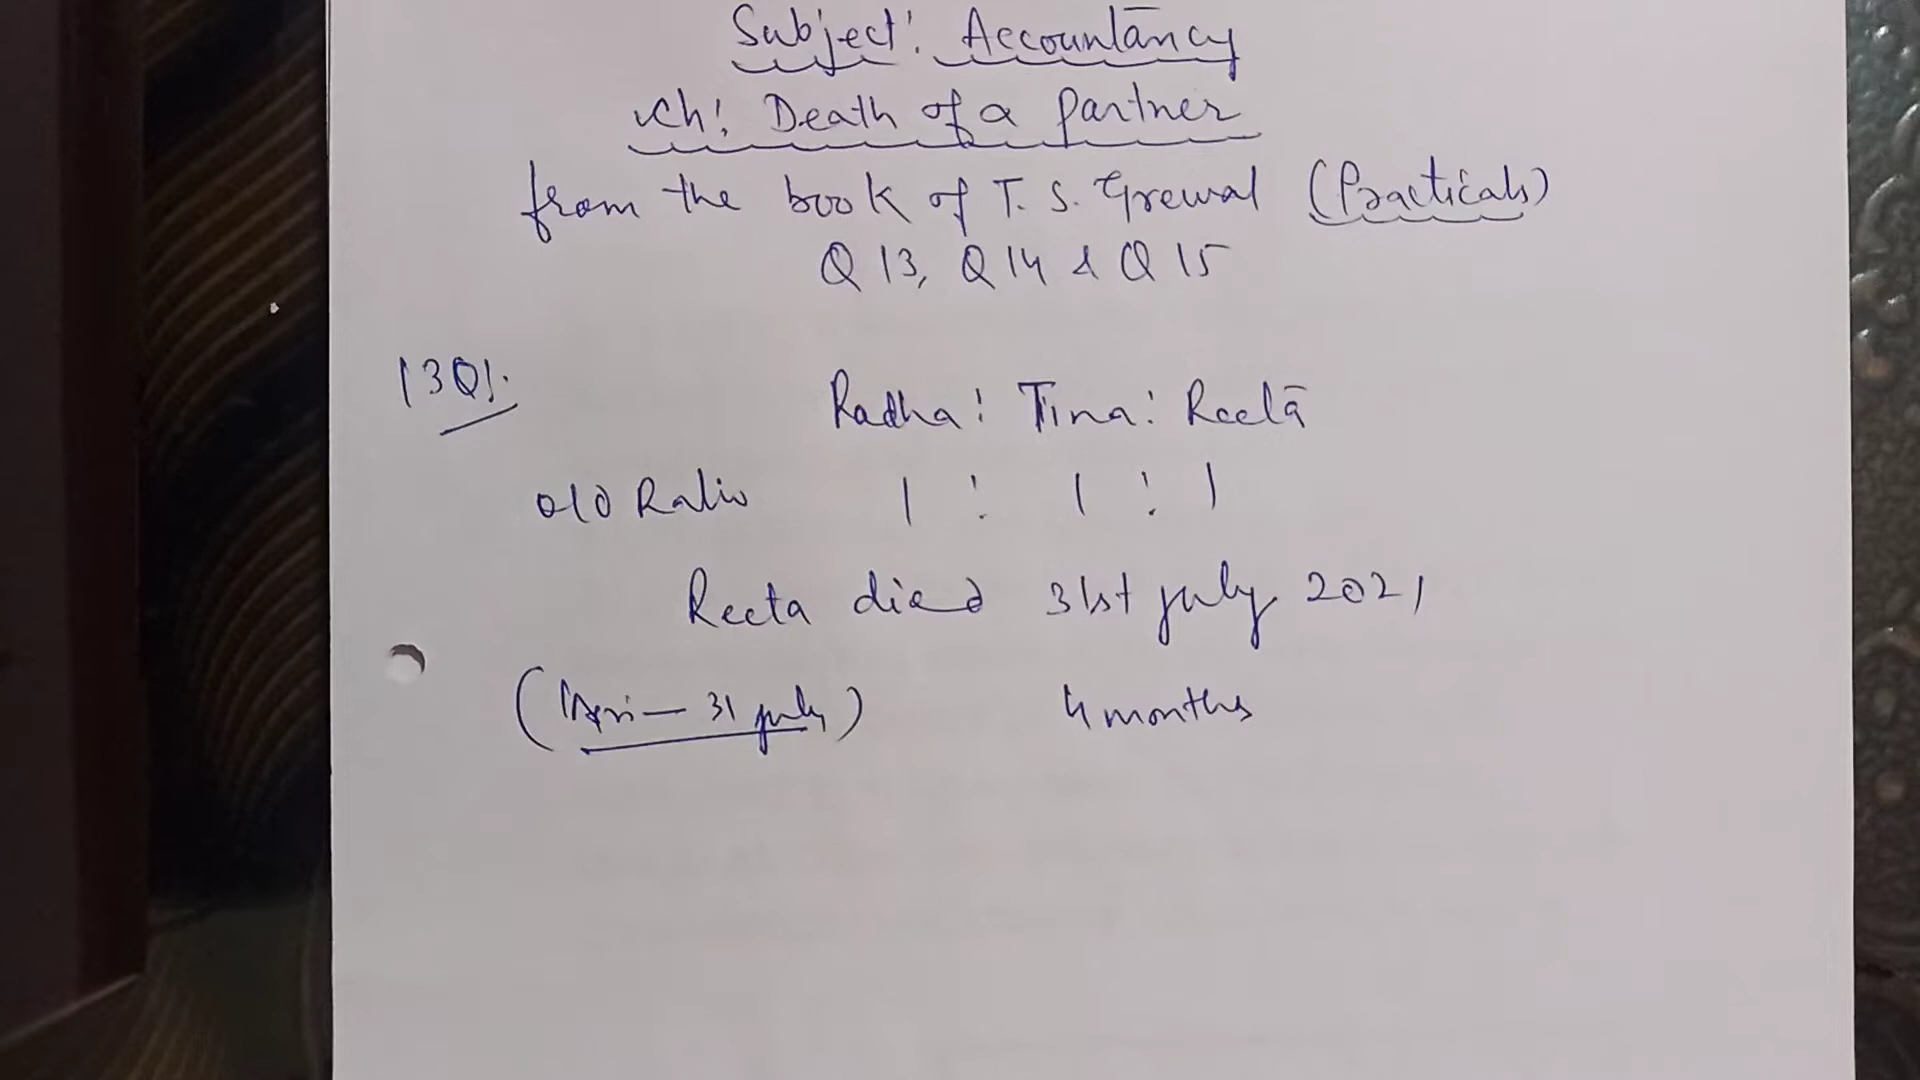 Subject: Accountancy
Ch: Death of a Partner
from the book of T. S. Grewal (Practicals)
Q 13, Q 14 & Q 15
13Q).
Radha : Tina : Reeta
old Ratio 1 : 1 : 1
Reeta died 31st july 2021
(1 Apri — 31 july) 4 months